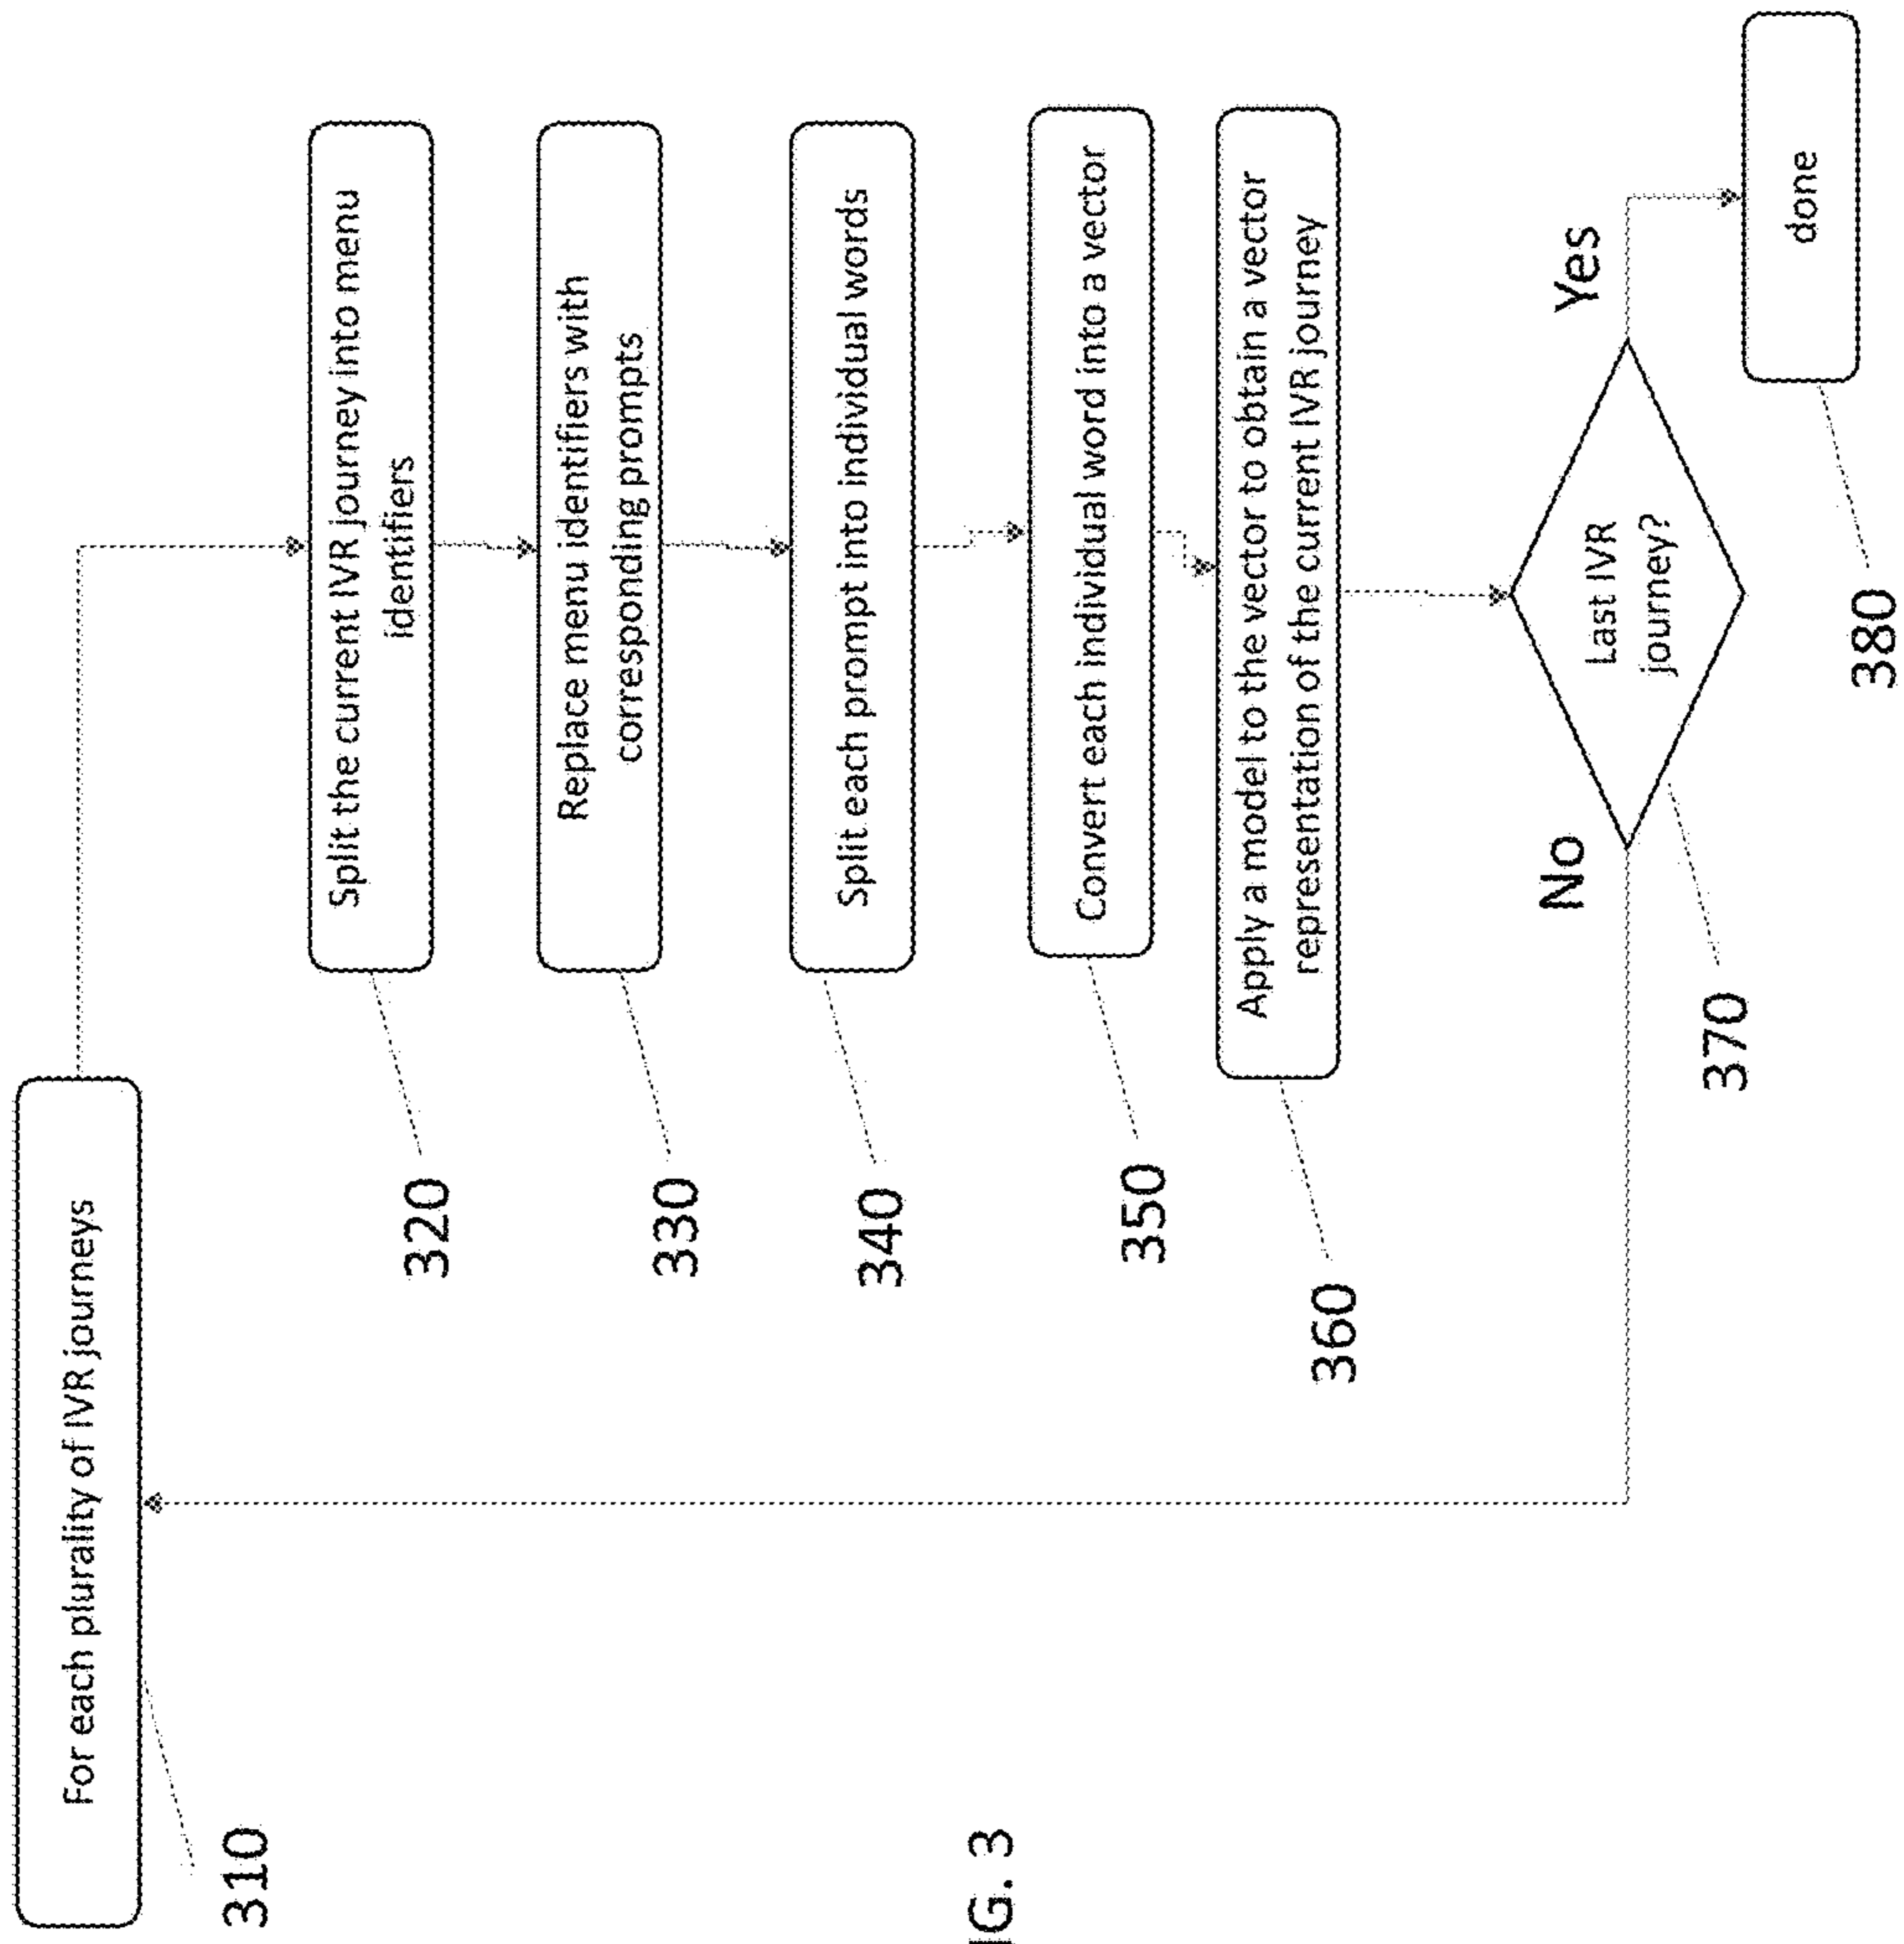 For each plurality of IVR journeys
310
Split the current IVR journey into menu
identifiers
320
Replace menu identifiers with
corresponding prompts
330
Split each prompt into individual words
340
Convert each individual word into a vector
350
Apply a model to the vector to obtain a vector
representation of the current IVR journey
360
Last IVR
journey?
No
Yes
370
done
380
IG. 3